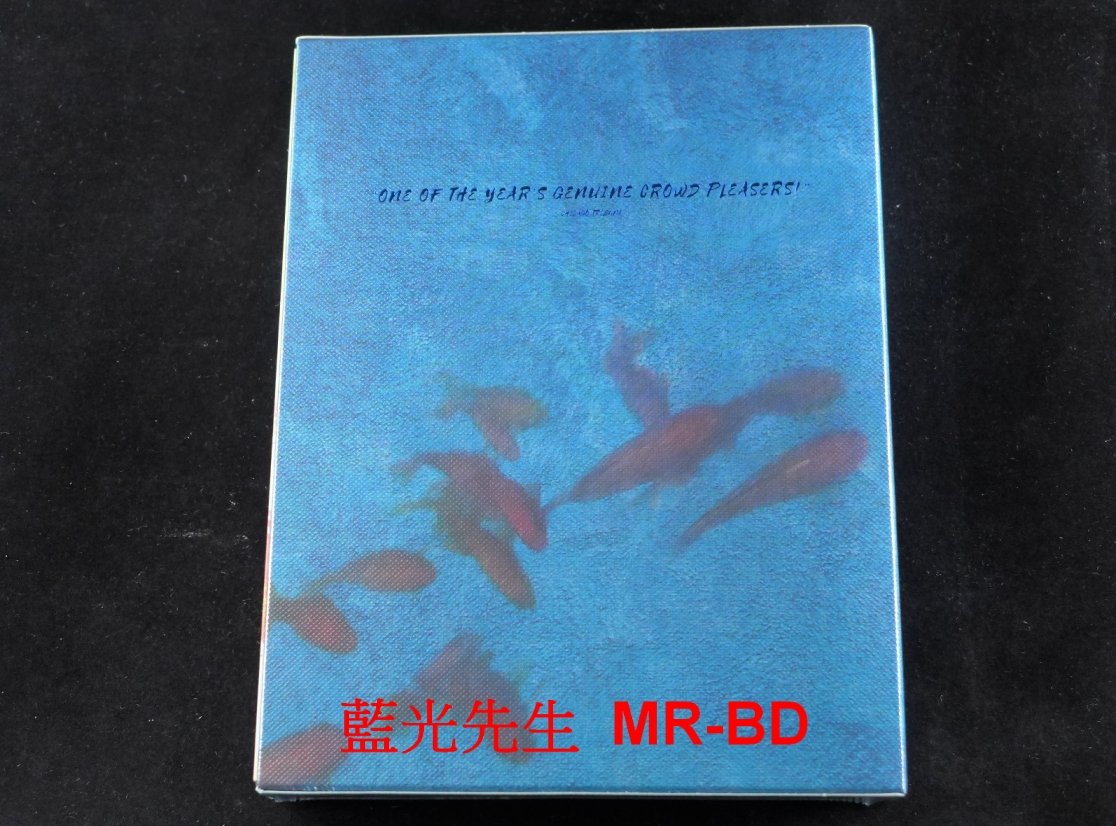 "ONE OF THE YEAR'S GENUINE CROWD PLEASERS!"
藍光先生 MR-BD